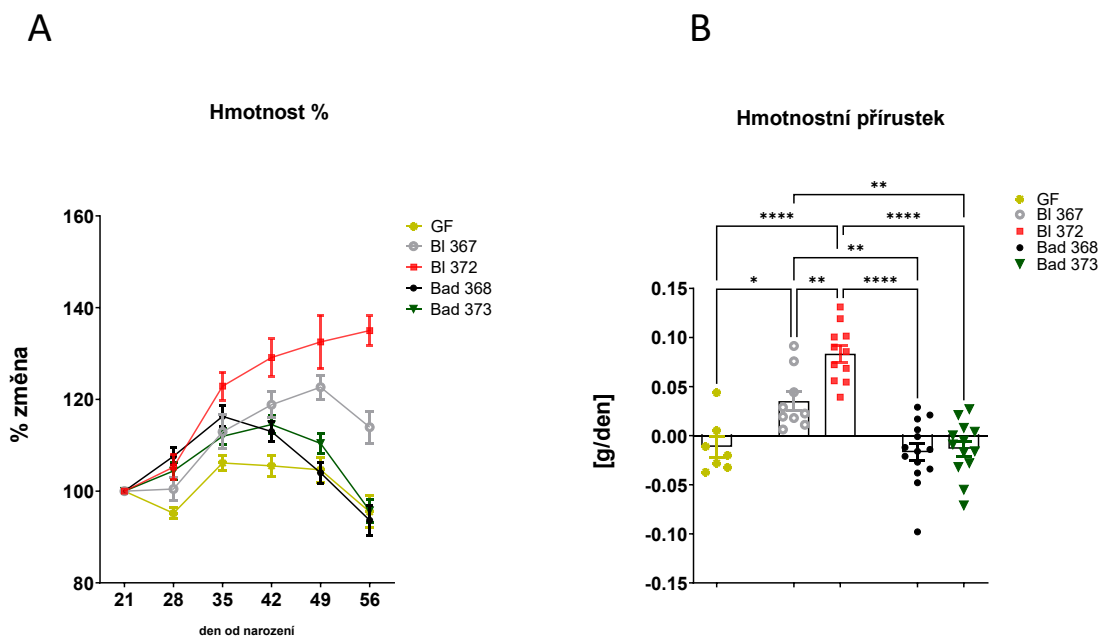 A
B
Hmotnost %
Hmotnostní přírustek
GF
Bl 367
Bl 372
Bad 368
Bad 373
% změna
160
140
120
100
80
21 28 35 42 49 56
den od narození
GF
Bl 367
Bl 372
Bad 368
Bad 373
**
**** ****
**
* ** ****
[g/den]
0.15
0.10
0.05
0.00
-0.05
-0.10
-0.15